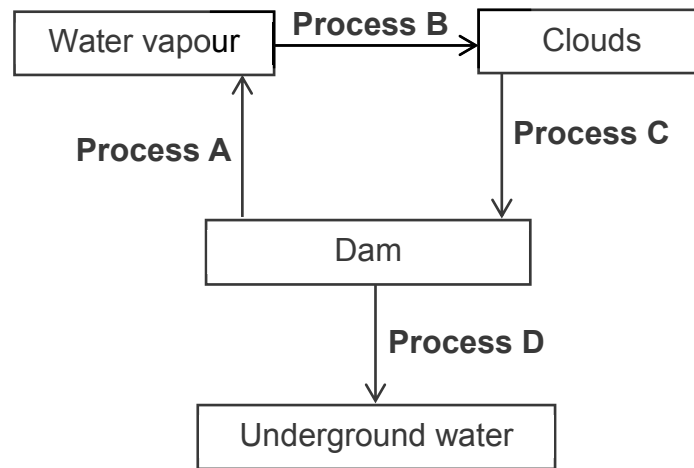 Process B
Water vapour
Clouds
Process A
Process C
Dam
Process D
Underground water